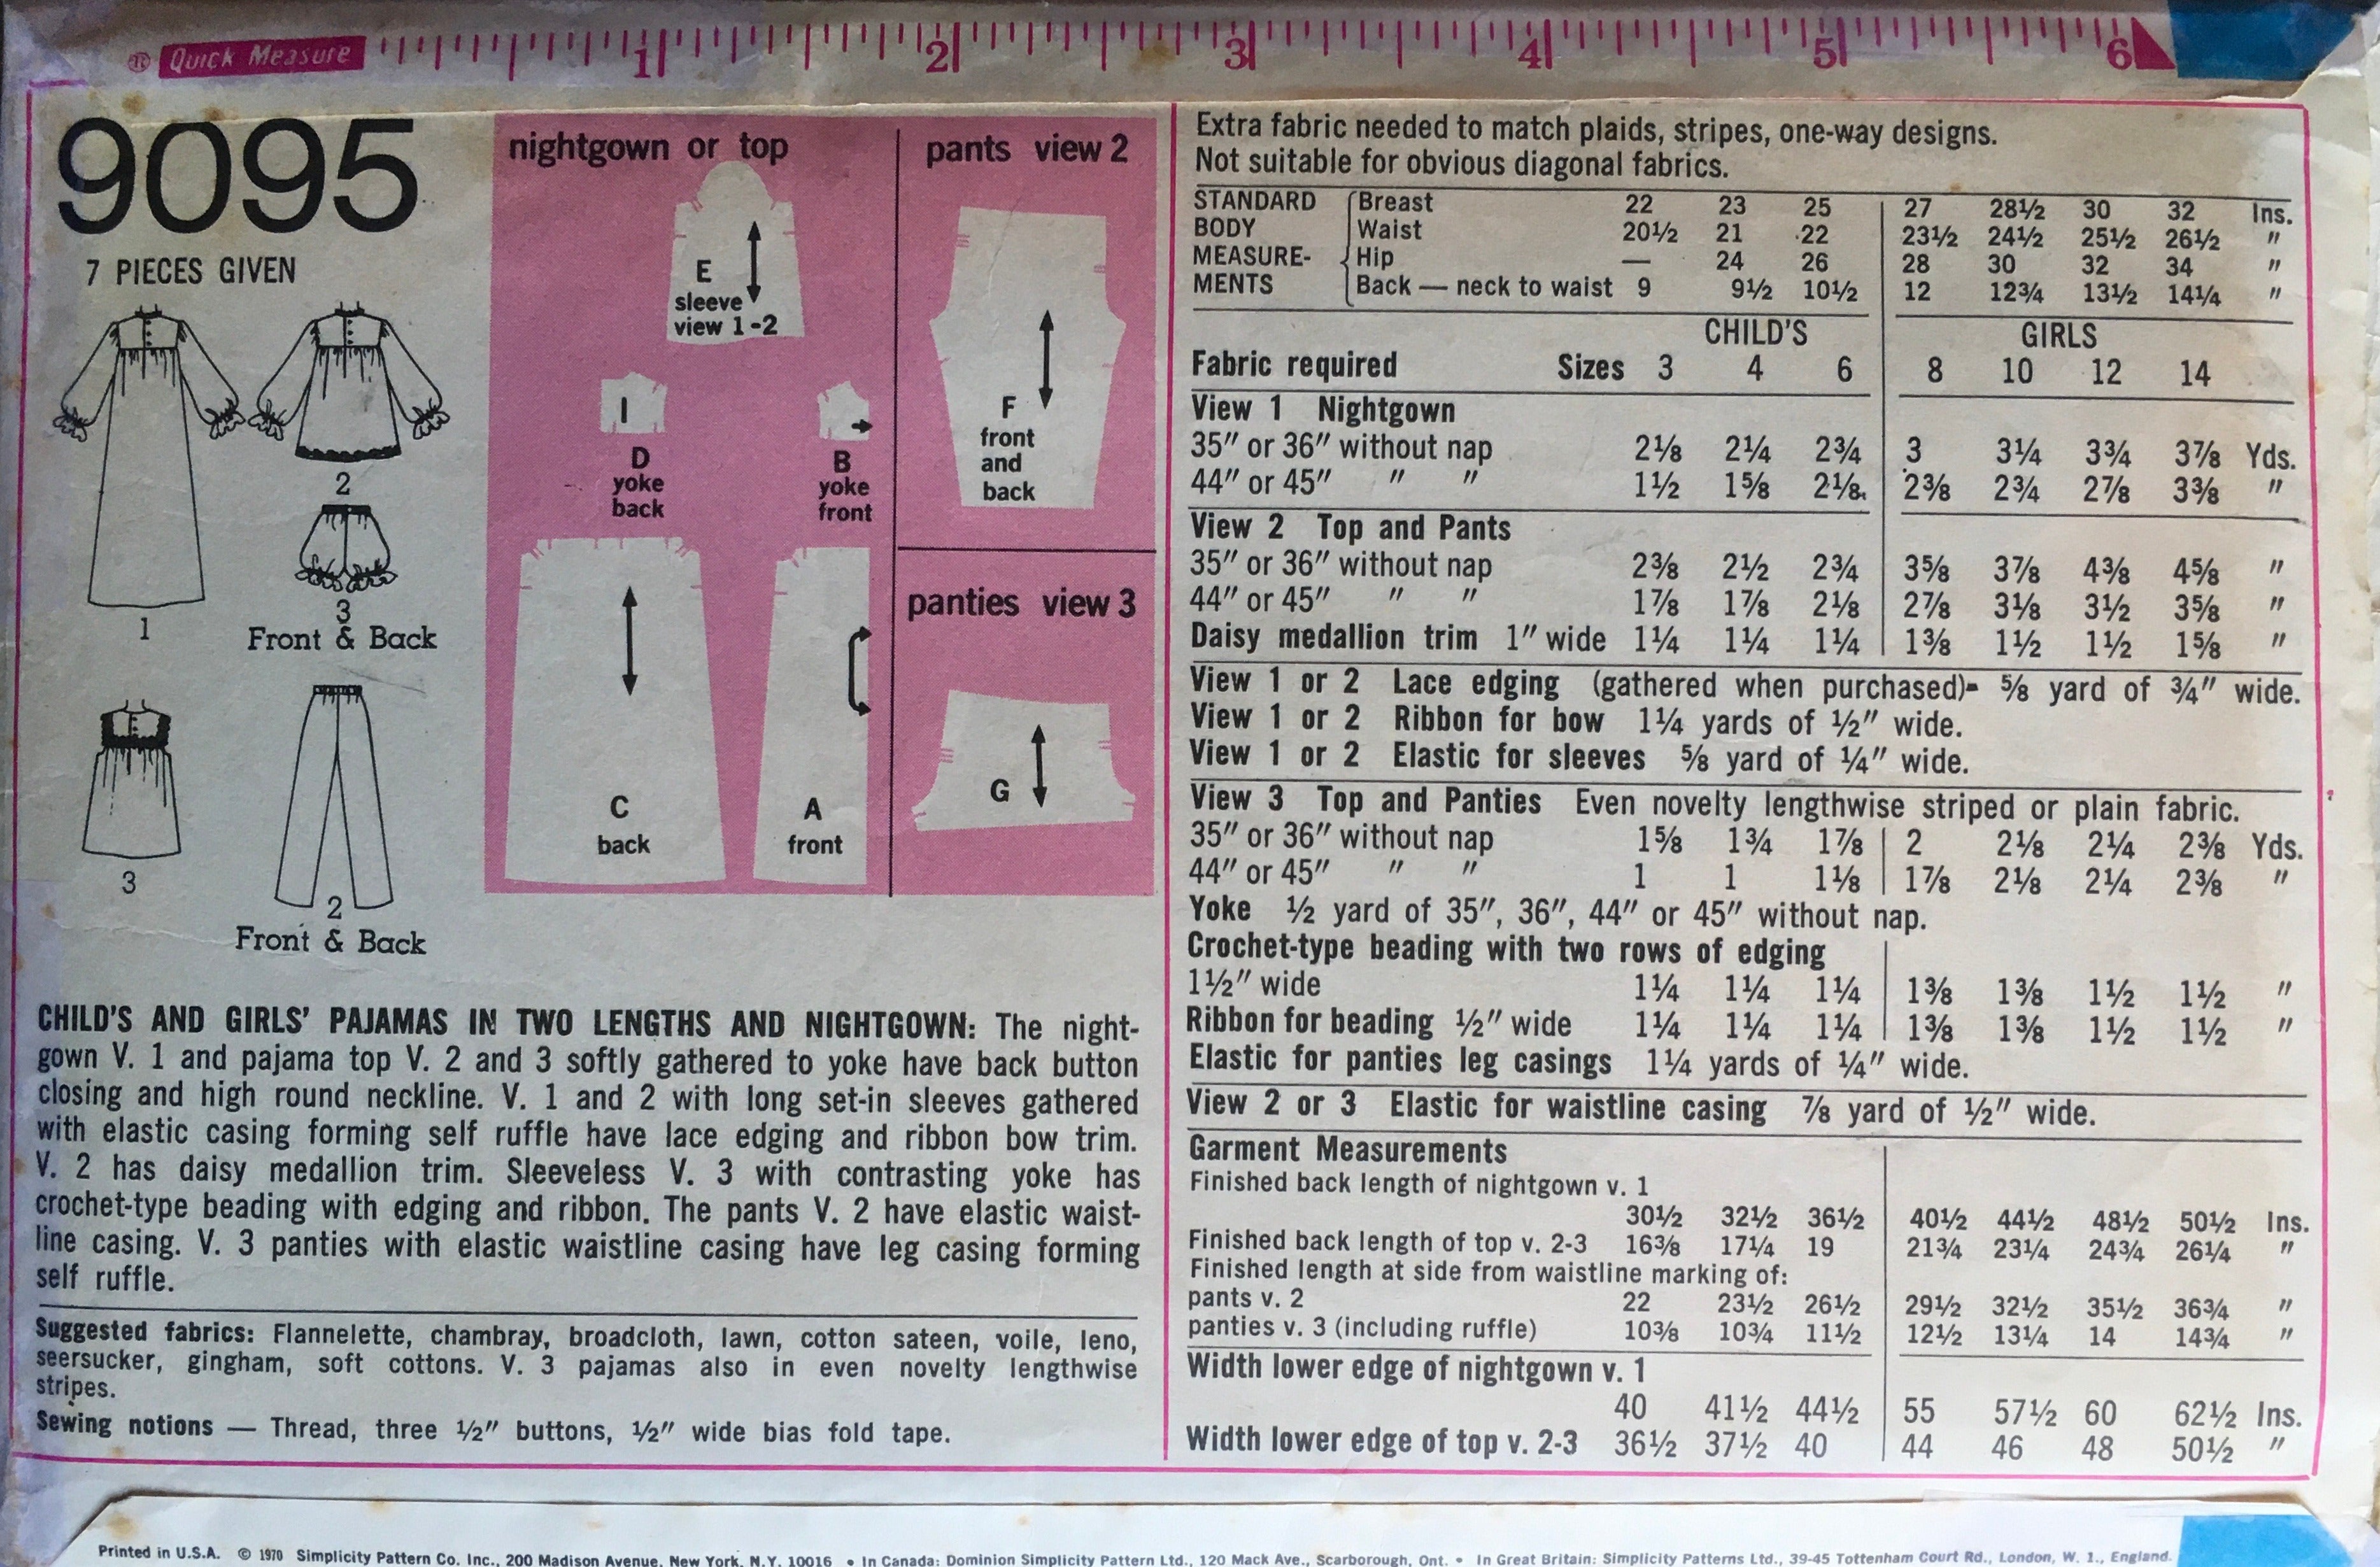 ® Quick Measure 1 2 3 4 5 6
9095
7 PIECES GIVEN
1
2
3
Front & Back
3
2
Front & Back
nightgown or top
E
sleeve
view 1-2
D
yoke
back
B
yoke
front
C
back
A
front
pants view 2
F
front
and
back
panties view 3
G
CHILD'S AND GIRLS' PAJAMAS IN TWO LENGTHS AND NIGHTGOWN: The night-
gown V. 1 and pajama top V. 2 and 3 softly gathered to yoke have back button
closing and high round neckline. V. 1 and 2 with long set-in sleeves gathered
with elastic casing forming self ruffle have lace edging and ribbon bow trim.
V. 2 has daisy medallion trim. Sleeveless V. 3 with contrasting yoke has
crochet-type beading with edging and ribbon. The pants V. 2 have elastic waist-
line casing. V. 3 panties with elastic waistline casing have leg casing forming
self ruffle.
Suggested fabrics: Flannelette, chambray, broadcloth, lawn, cotton sateen, voile, leno,
seersucker, gingham, soft cottons. V. 3 pajamas also in even novelty lengthwise
stripes.
Sewing notions — Thread, three ½" buttons, ½" wide bias fold tape.
Extra fabric needed to match plaids, stripes, one-way designs.
Not suitable for obvious diagonal fabrics.
STANDARD Breast 22 23 25 27 28½ 30 32 Ins.
BODY Waist 20½ 21 22 23½ 24½ 25½ 26½ "
MEASURE- Hip — 24 26 28 30 32 34 "
MENTS Back — neck to waist 9 9½ 10½ 12 12¾ 13½ 14¼ "
CHILD'S GIRLS
Fabric required Sizes 3 4 6 8 10 12 14
View 1 Nightgown
35" or 36" without nap 2⅛ 2¼ 2¾ 3 3¼ 3¾ 3⅞ Yds.
44" or 45" " " 1½ 1⅝ 2⅛ 2⅜ 2¾ 2⅞ 3⅜ "
View 2 Top and Pants
35" or 36" without nap 2⅜ 2½ 2¾ 3⅝ 3⅞ 4⅜ 4⅝ "
44" or 45" " " 1⅞ 1⅞ 2⅛ 2⅞ 3⅛ 3½ 3⅝ "
Daisy medallion trim 1" wide 1¼ 1¼ 1¼ 1⅜ 1½ 1½ 1⅝ "
View 1 or 2 Lace edging (gathered when purchased)- ⅝ yard of ¾" wide.
View 1 or 2 Ribbon for bow 1¼ yards of ½" wide.
View 1 or 2 Elastic for sleeves ⅝ yard of ¼" wide.
View 3 Top and Panties Even novelty lengthwise striped or plain fabric.
35" or 36" without nap 1⅝ 1¾ 1⅞ 2 2⅛ 2¼ 2⅜ Yds.
44" or 45" " " 1 1 1⅛ 1⅞ 2⅛ 2¼ 2⅜ "
Yoke ½ yard of 35", 36", 44" or 45" without nap.
Crochet-type beading with two rows of edging
1½" wide 1¼ 1¼ 1¼ 1⅜ 1⅜ 1½ 1½ "
Ribbon for beading ½" wide 1¼ 1¼ 1¼ 1⅜ 1⅜ 1½ 1½ "
Elastic for panties leg casings 1¼ yards of ¼" wide.
View 2 or 3 Elastic for waistline casing ⅞ yard of ½" wide.
Garment Measurements
Finished back length of nightgown v. 1
30½ 32½ 36½ 40½ 44½ 48½ 50½ Ins.
Finished back length of top v. 2-3 16⅜ 17¼ 19 21¾ 23¼ 24¾ 26¼ "
Finished length at side from waistline marking of:
pants v. 2 22 23½ 26½ 29½ 32½ 35½ 36¾ "
panties v. 3 (including ruffle) 10⅜ 10¾ 11½ 12½ 13¼ 14 14¾ "
Width lower edge of nightgown v. 1
40 41½ 44½ 55 57½ 60 62½ Ins.
Width lower edge of top v. 2-3 36½ 37½ 40 44 46 48 50½ "
Printed in U.S.A. © 1970 Simplicity Pattern Co. Inc., 200 Madison Avenue, New York, N.Y. 10016 • In Canada: Dominion Simplicity Pattern Ltd., 120 Mack Ave., Scarborough, Ont. • In Great Britain: Simplicity Patterns Ltd., 39-45 Tottenham Court Rd., London, W. 1., England.